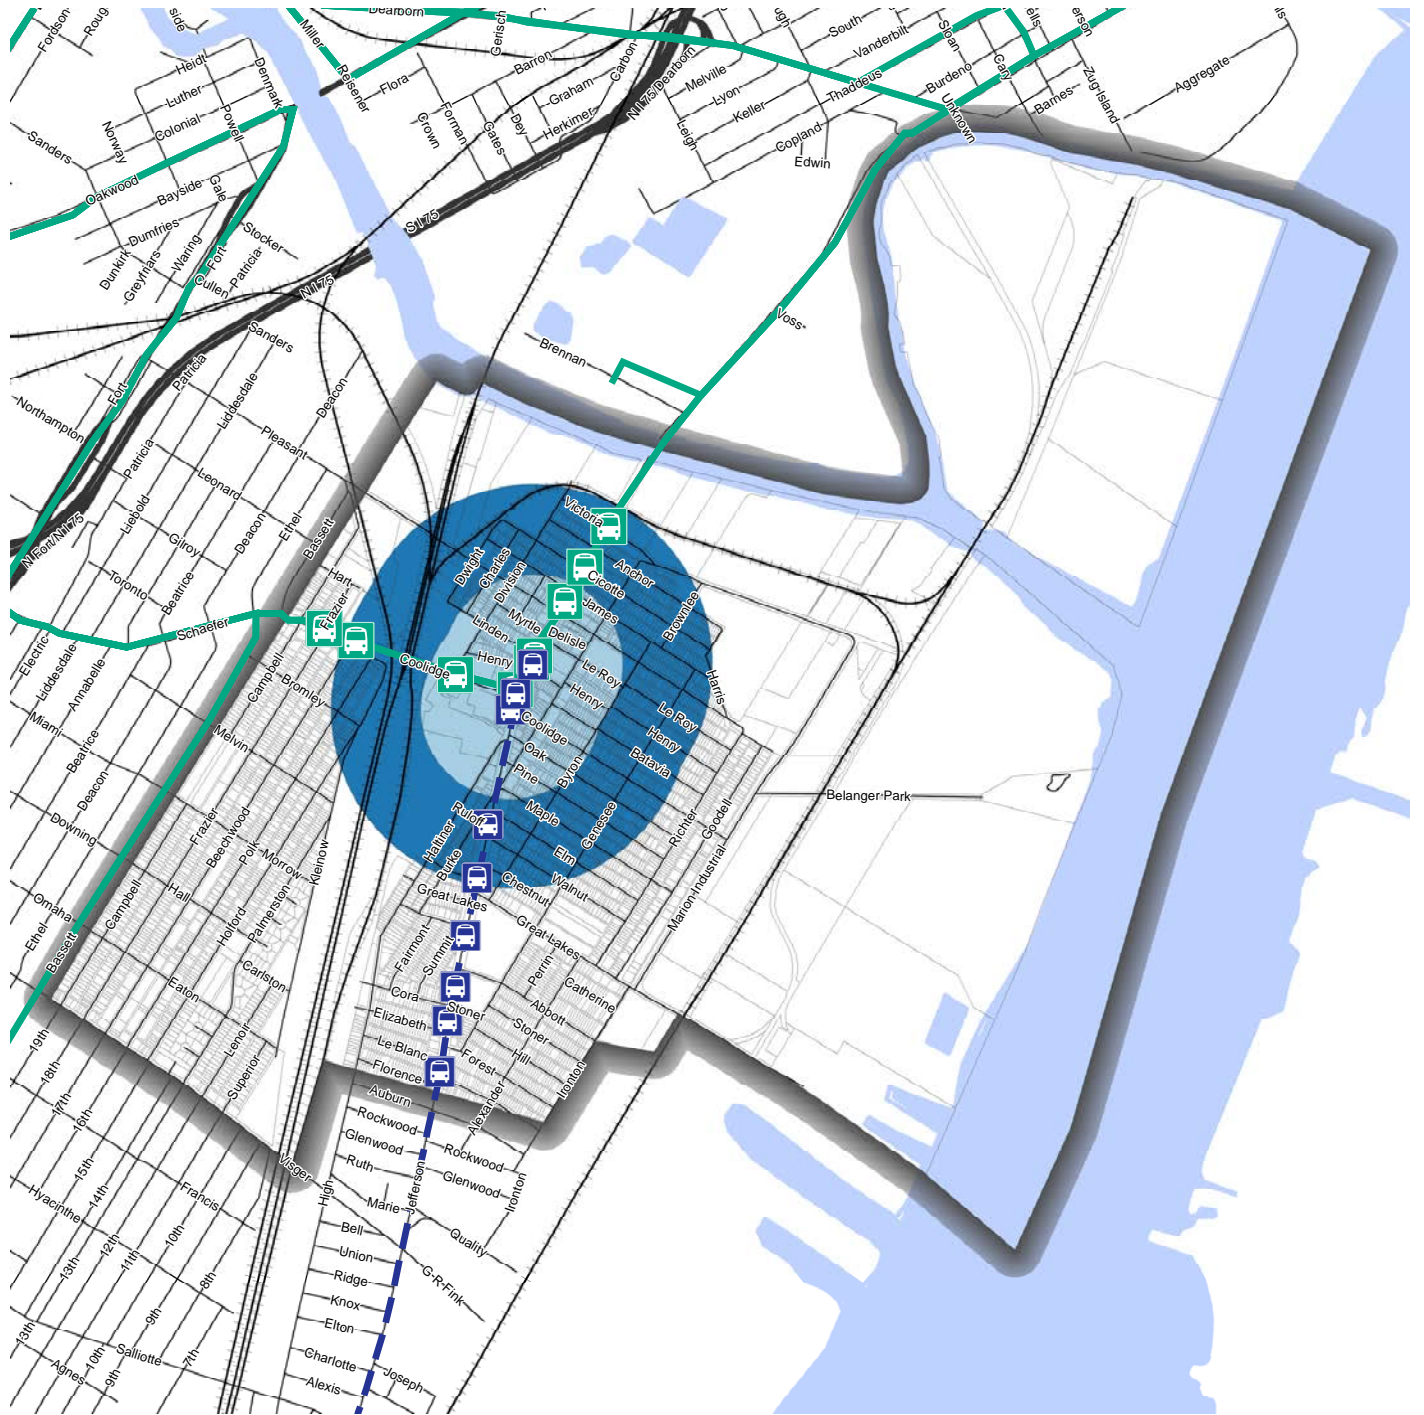 Fordson
side
Dearborn
Miller
Reisener
Gerisch
Flora
Barron
Carbon
Graham
Dey
Herkimer
Gates
Forman
Crown
N I 75/Dearborn
Melville
Lyon
Keller
Leigh
Copland
Edwin
South
Vanderbilt
Thaddeus
Burdeno
Sloan
Gary
Barnes
Zug-Island
Aggregate
Unknown
Heidt
Denmark
Luther
Powell
Colonial
Norway
Sanders
Oakwood
Bayside
Gale
Dumfries
Dunkirk
Greyfriars
Waring
Stocker
Fort
Cullen
Patricia
S I 75
N I 75
Sanders
Patricia
Fort
Liddesdale
Deacon
Northampton
Pleasant
Patricia
Leonard
Liebold
N Fort/N I 75
Gilroy
Deacon
Ethel
Bassett
Toronto
Beatrice
Hart
Frazier
Schaefer
Electric
Liddesdale
Annabelle
Campbell
Bromley
Miami
Beatrice
Melvin
Deacon
Downing
Frazier
Beechwood
Polk
Morrow
Kleinow
Hall
Campbell
Omaha
Ethel
Bassett
Holford
Palmerston
Carlston
Eaton
Lenoir
Superior
Brennan
Voss
Victoria
Anchor
Cicotte
James
Dwight
Charles
Division
Myrtle
Linden
Delisle
Henry
Le Roy
Henry
Brownlee
Harris
Coolidge
Coolidge
Le Roy
Henry
Batavia
Oak
Pine
Byron
Maple
Ruloff
Genesee
Richter
Goodell
Haltiner
Burke
Elm
Walnut
Chestnut
Great Lakes
Great-Lakes
Marion-Industrial
Belanger Park
Fairmont
Summit
Perrin
Catherine
Cora
Stoner
Abbott
Stoner
Elizabeth
Hill
Le-Blanc
Forest
Florence
Ironton
Alexander
Auburn
Rockwood
Rockwood
Glenwood
Glenwood
Ruth
Jefferson
Ironton
Visger
High
Marie
Bell
Quality
Union
Ridge
G-R-Fink
Knox
Elton
Charlotte
Joseph
Alexis
19th
18th
17th
16th
15th
14th
Hyacinthe
Francis
13th
12th
11th
10th
9th
8th
13th
10th
9th
7th
Salliotte
Agnes